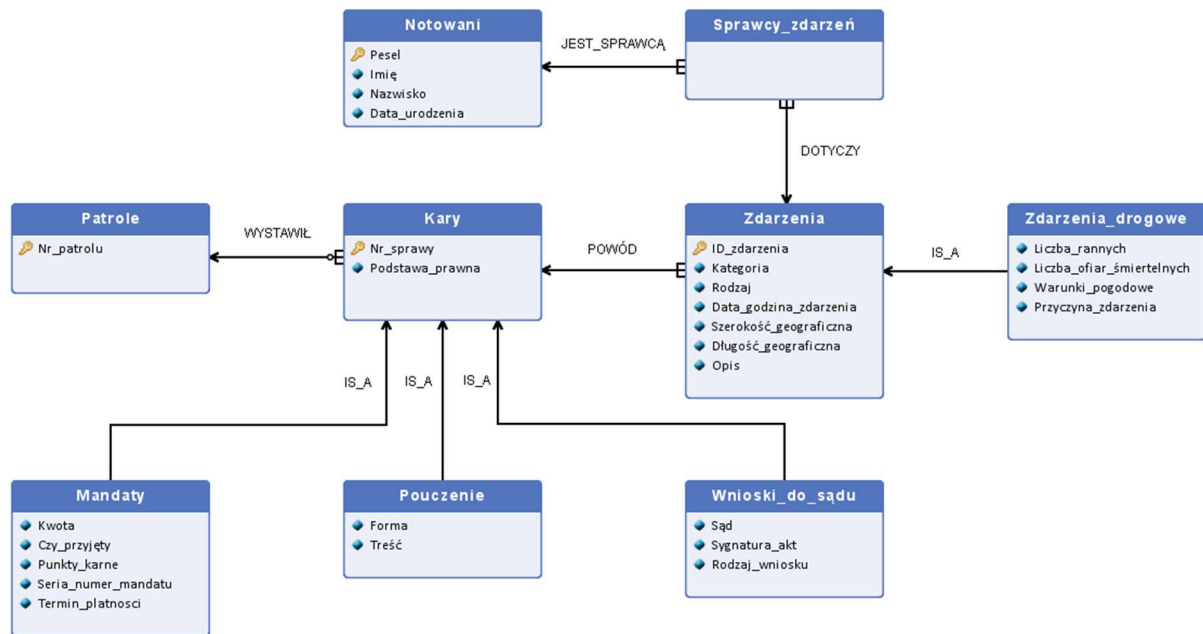 Notowani
Pesel
Imię
Nazwisko
Data_urodzenia
JEST_SPRAWCĄ
Sprawcy_zdarzeń
DOTYCZY
Patrole
Nr_patrolu
WYSTAWIŁ
Kary
Nr_sprawy
Podstawa_prawna
POWÓD
Zdarzenia
ID_zdarzenia
Kategoria
Rodzaj
Data_godzina_zdarzenia
Szerokość_geograficzna
Długość_geograficzna
Opis
IS_A
Zdarzenia_drogowe
Liczba_rannych
Liczba_ofiar_śmiertelnych
Warunki_pogodowe
Przyczyna_zdarzenia
IS_A
IS_A
IS_A
Mandaty
Kwota
Czy_przyjęty
Punkty_karne
Seria_numer_mandatu
Termin_platnosci
Pouczenie
Forma
Treść
Wnioski_do_sądu
Sąd
Sygnatura_akt
Rodzaj_wniosku